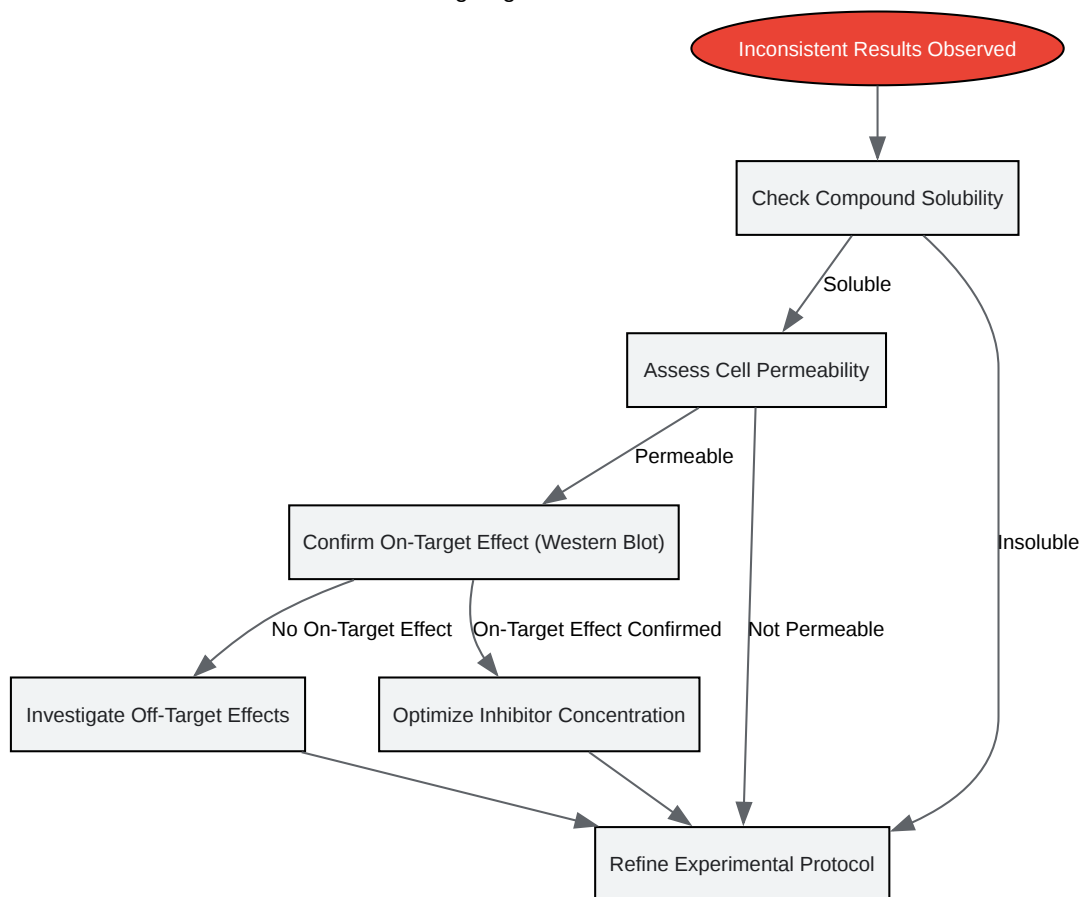 Inconsistent Results Observed
Check Compound Solubility
Soluble
Assess Cell Permeability
Permeable
Confirm On-Target Effect (Western Blot)
Insoluble
No On-Target Effect
On-Target Effect Confirmed
Not Permeable
Investigate Off-Target Effects
Optimize Inhibitor Concentration
Refine Experimental Protocol